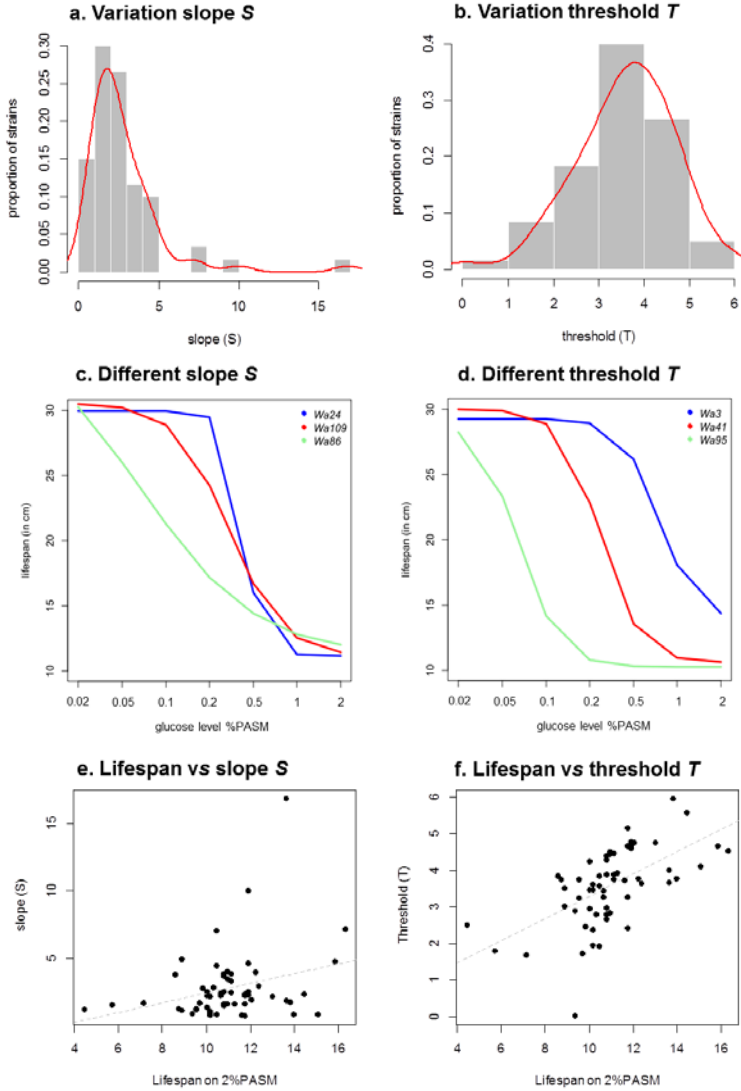 a. Variation slope S
proportion of strains
0.30
0.25
0.20
0.15
0.10
0.05
0.00
0 5 10 15
slope (S)
b. Variation threshold T
proportion of strains
0.4
0.3
0.2
0.1
0.0
0 1 2 3 4 5 6
threshold (T)
c. Different slope S
lifespan (in cm)
30
25
20
15
10
Wa24
Wa109
Wa86
0.02 0.05 0.1 0.2 0.5 1 2
glucose level %PASM
d. Different threshold T
lifespan (in cm)
30
25
20
15
10
Wa3
Wa41
Wa95
0.02 0.05 0.1 0.2 0.5 1 2
glucose level %PASM
e. Lifespan vs slope S
slope (S)
15
10
5
4 6 8 10 12 14 16
Lifespan on 2%PASM
f. Lifespan vs threshold T
Threshold (T)
6
5
4
3
2
1
0
4 6 8 10 12 14 16
Lifespan on 2%PASM